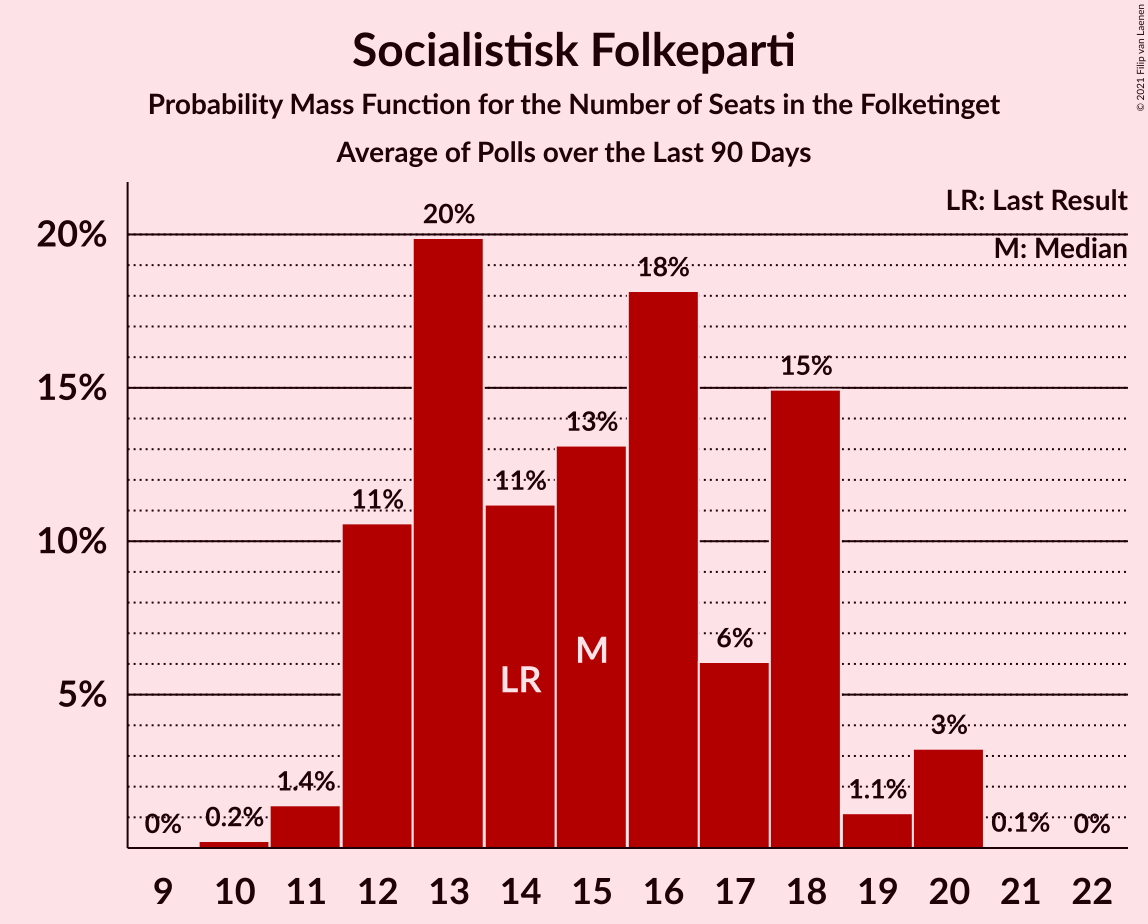 Socialistisk Folkeparti
Probability Mass Function for the Number of Seats in the Folketinget
Average of Polls over the Last 90 Days
© 2021 Filip van Laenen
LR: Last Result
M: Median
20%
15%
10%
5%
0%
0.2%
1.4%
11%
20%
11%
13%
18%
6%
15%
1.1%
3%
0.1%
0%
LR
M
9 10 11 12 13 14 15 16 17 18 19 20 21 22